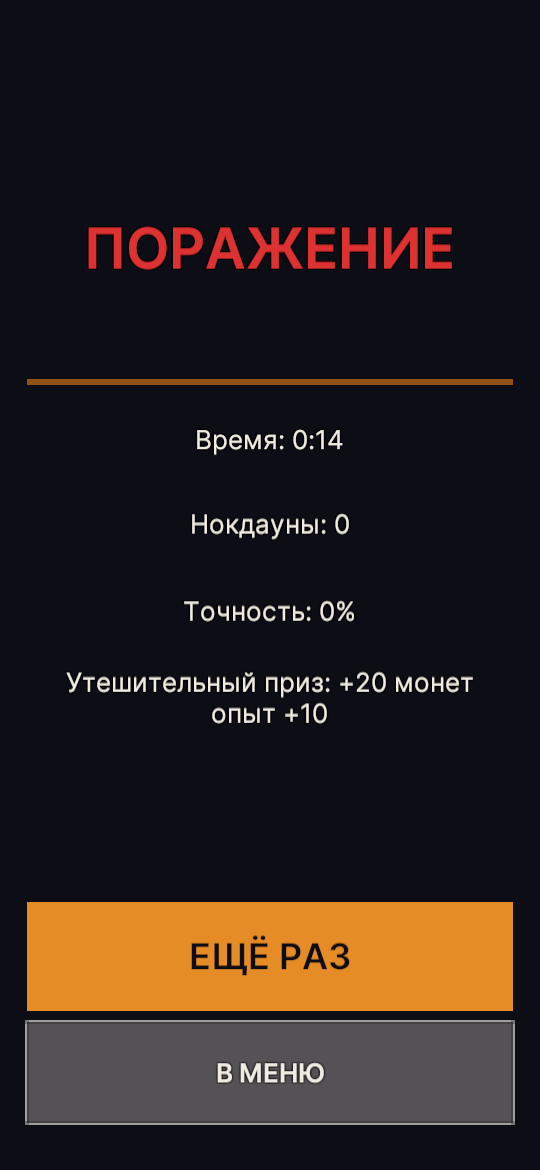 ПОРАЖЕНИЕ
Время: 0:14
Нокдауны: 0
Точность: 0%
Утешительный приз: +20 монет
опыт +10
ЕЩЁ РАЗ
В МЕНЮ